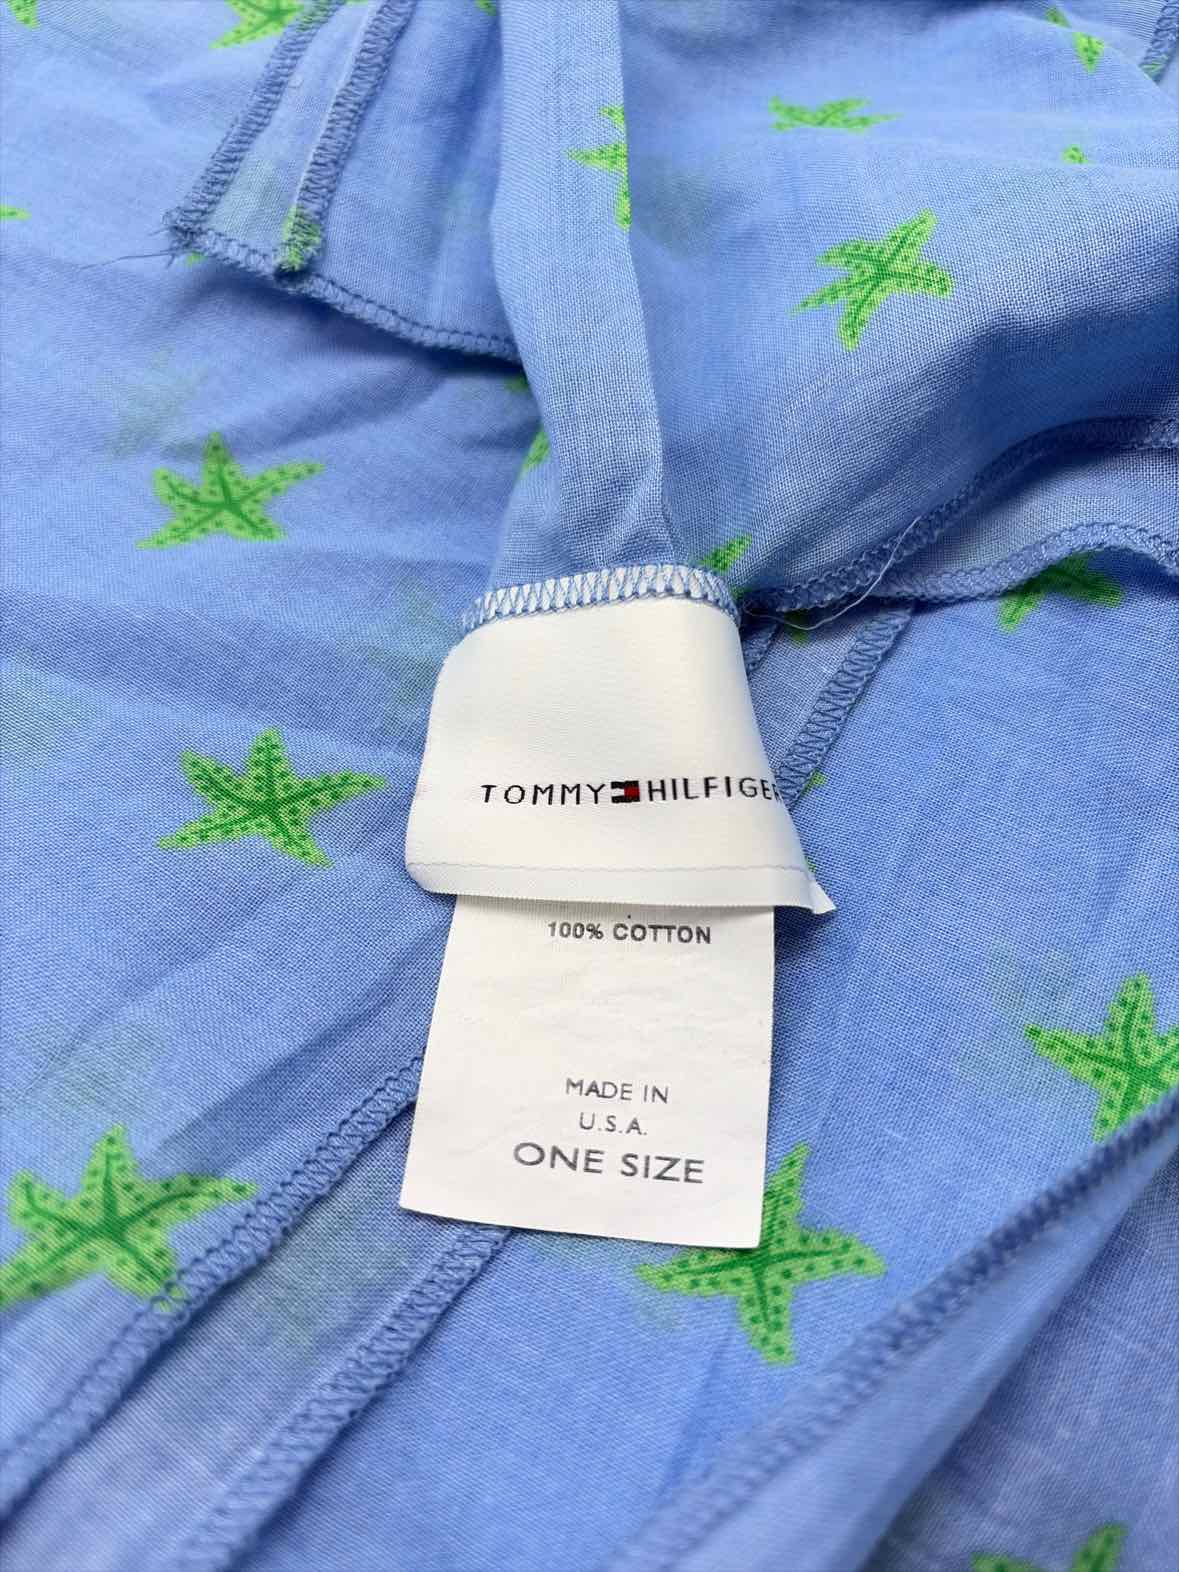 TOMMY HILFIGER
100% COTTON
MADE IN
U.S.A.
ONE SIZE